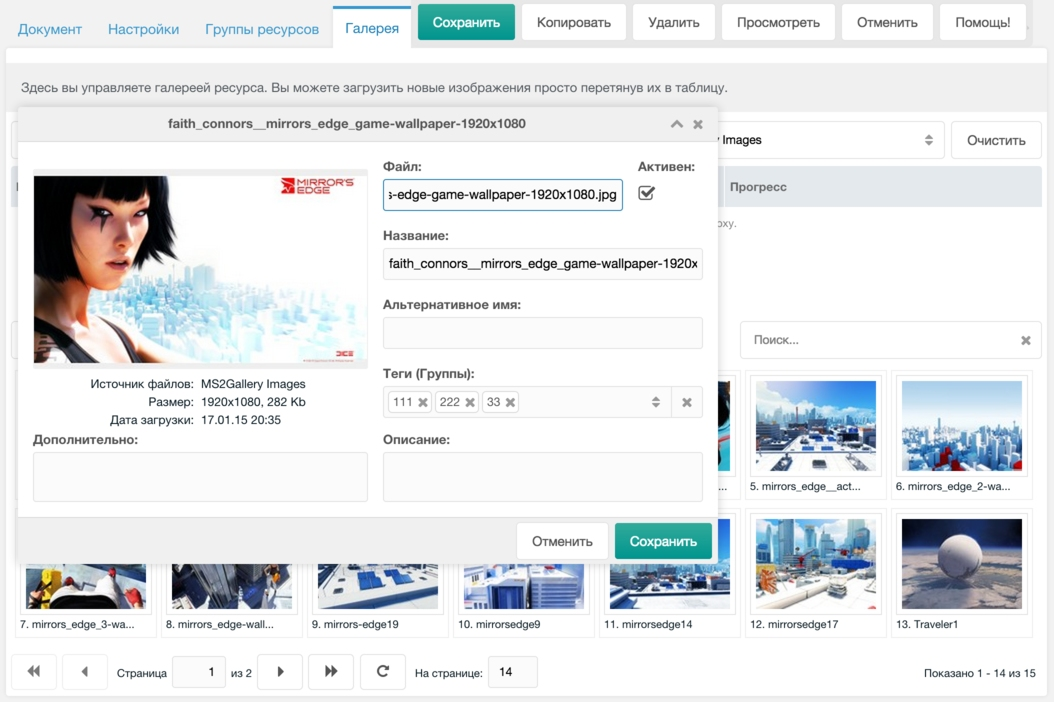 Документ Настройки Группы ресурсов Галерея Сохранить Копировать Удалить Просмотреть Отменить Помощь!
Здесь вы управляете галереей ресурса. Вы можете загрузить новые изображения просто перетянув их в таблицу.
faith_connors__mirrors_edge_game-wallpaper-1920x1080
Images Очистить
Прогресс
Файл: Активен:
s-edge-game-wallpaper-1920x1080.jpg
MIRROR'S
EDGE
DICE
Название:
faith_connors__mirrors_edge_game-wallpaper-1920x
Альтернативное имя:
Поиск...
Теги (Группы):
111 222 33
Источник файлов: MS2Gallery Images
Размер: 1920x1080, 282 Kb
Дата загрузки: 17.01.15 20:35
Дополнительно: Описание:
... 5. mirrors_edge__act... 6. mirrors_edge_2-wa...
Отменить Сохранить
7. mirrors_edge_3-wa... 8. mirrors_edge-wall... 9. mirrors-edge19 10. mirrorsedge9 11. mirrorsedge14 12. mirrorsedge17 13. Traveler1
Страница 1 из 2 На странице: 14 Показано 1 - 14 из 15